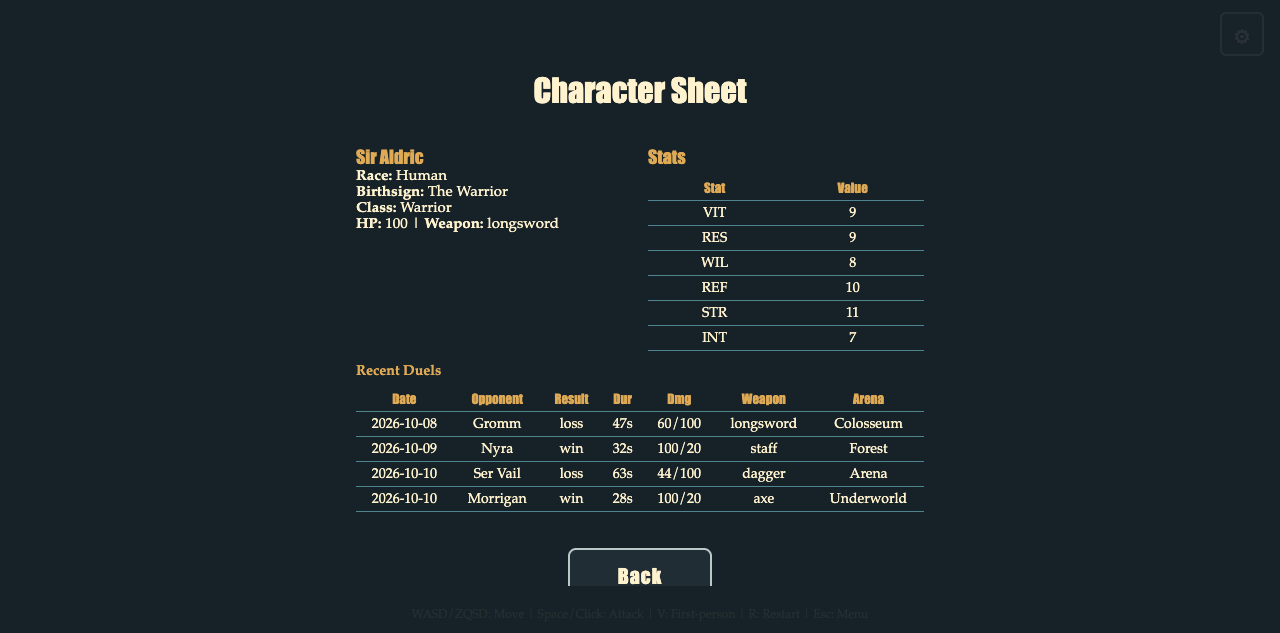 Character Sheet
Sir Aldric
Race: Human
Birthsign: The Warrior
Class: Warrior
HP: 100 | Weapon: longsword
Stats
Stat Value
VIT 9
RES 9
WIL 8
REF 10
STR 11
INT 7
Recent Duels
Date Opponent Result Dur Dmg Weapon Arena
2026-10-08 Gromm loss 47s 60/100 longsword Colosseum
2026-10-09 Nyra win 32s 100/20 staff Forest
2026-10-10 Ser Vail loss 63s 44/100 dagger Arena
2026-10-10 Morrigan win 28s 100/20 axe Underworld
Back
WASD/ZQSD: Move | Space/Click: Attack | V: First-person | R: Restart | Esc: Menu